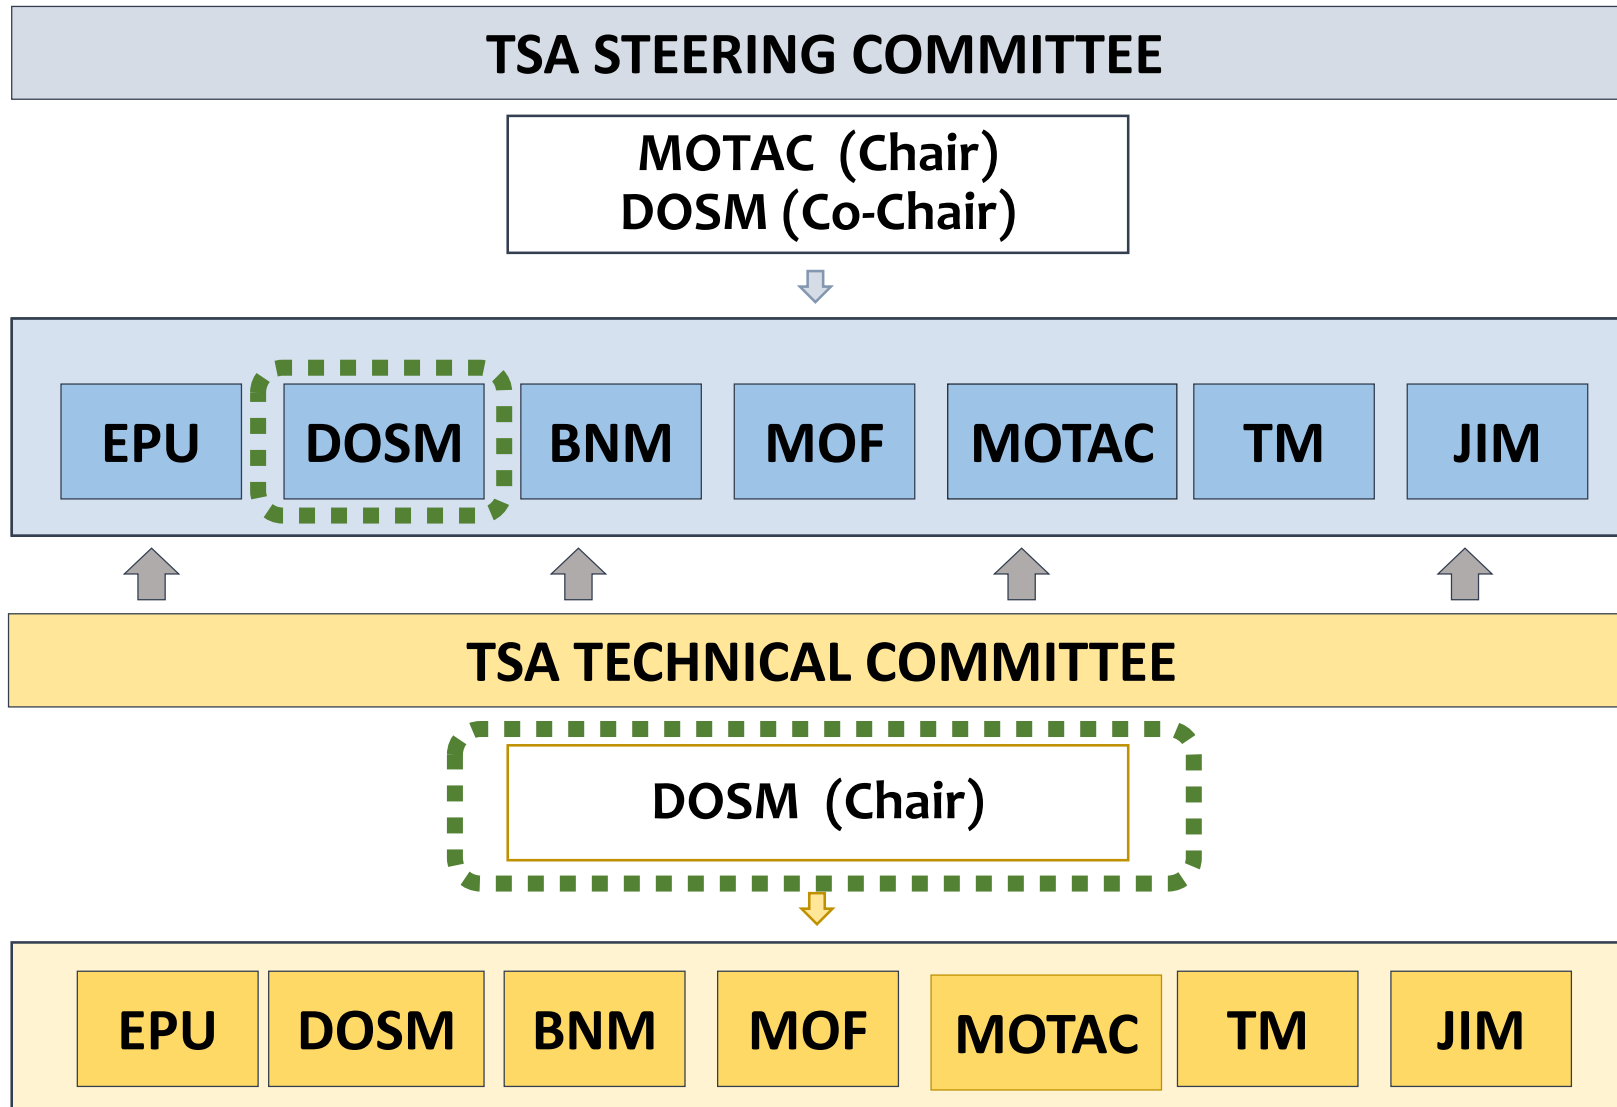 TSA STEERING COMMITTEE
MOTAC (Chair)
DOSM (Co-Chair)
EPU DOSM BNM MOF MOTAC TM JIM
TSA TECHNICAL COMMITTEE
DOSM (Chair)
EPU DOSM BNM MOF MOTAC TM JIM